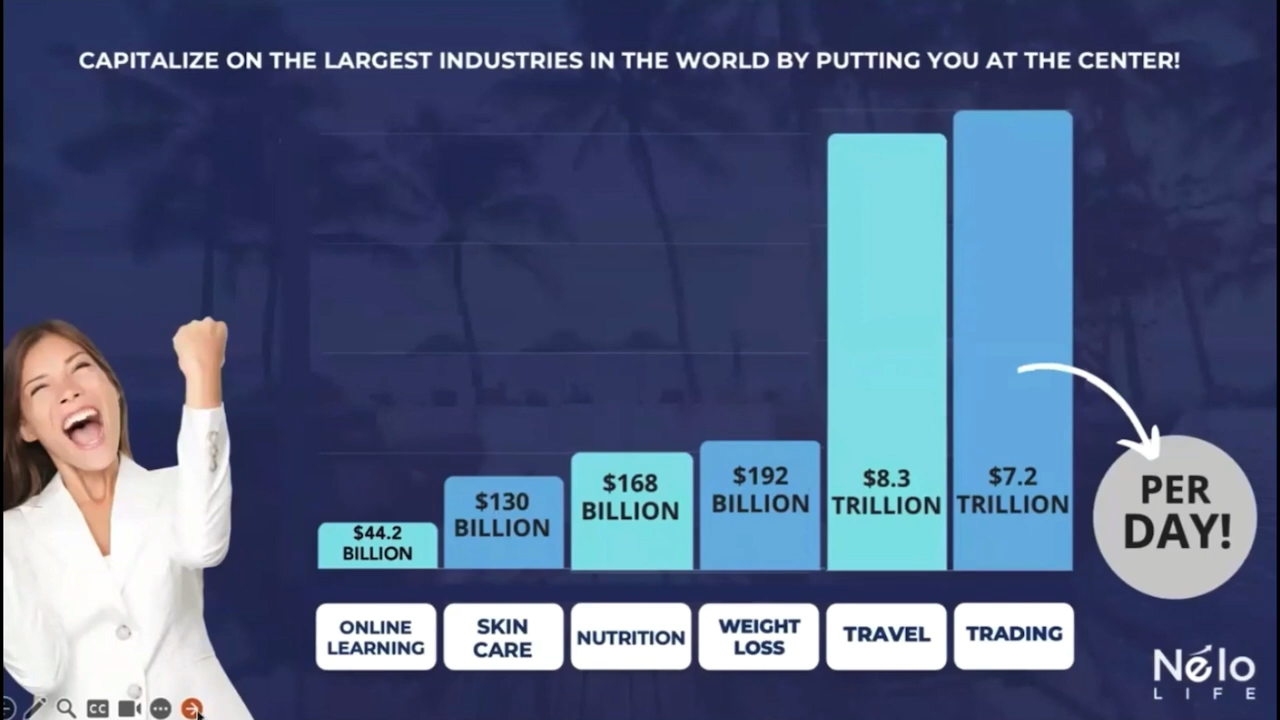 CAPITALIZE ON THE LARGEST INDUSTRIES IN THE WORLD BY PUTTING YOU AT THE CENTER!
$44.2
BILLION
$130
BILLION
$168
BILLION
$192
BILLION
$8.3
TRILLION
$7.2
TRILLION
PER
DAY!
ONLINE
LEARNING
SKIN
CARE
NUTRITION
WEIGHT
LOSS
TRAVEL
TRADING
Nélo
LIFE
CC